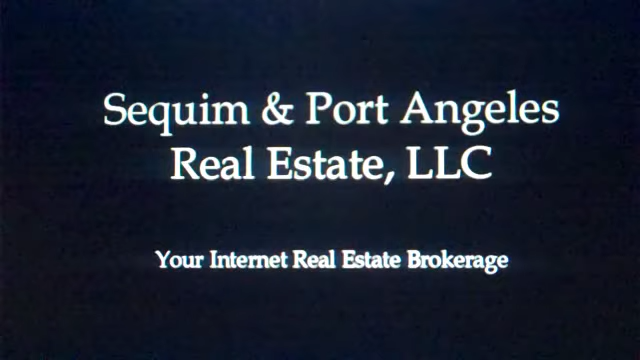 Sequim & Port Angeles
Real Estate, LLC
Your Internet Real Estate Brokerage